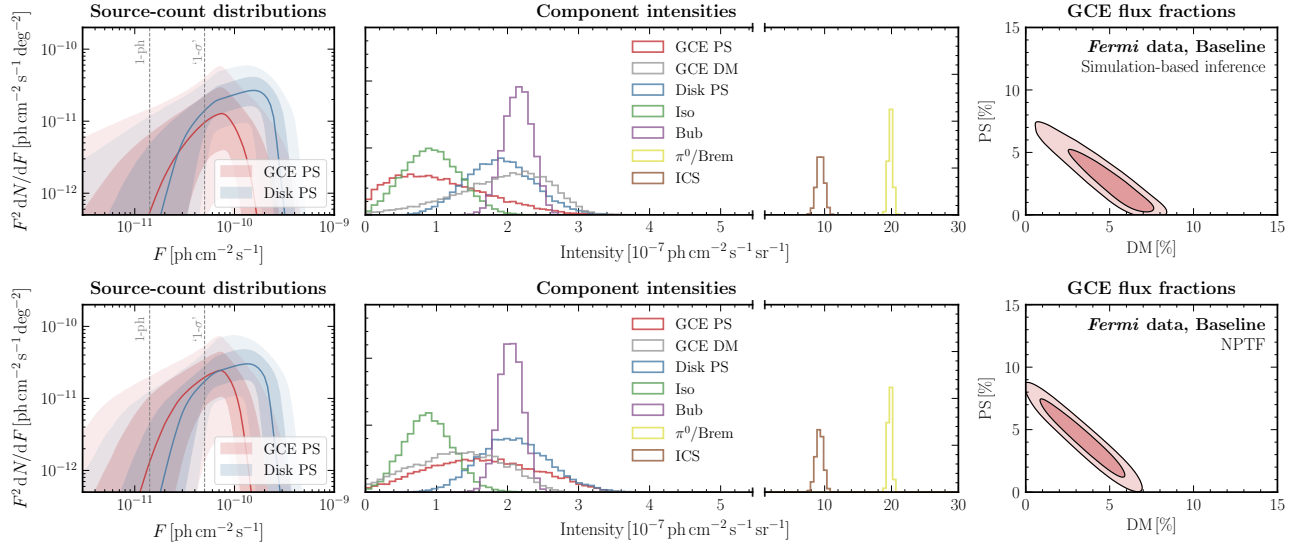 Source-count distributions
F² dN/dF [ph cm⁻² s⁻¹ deg⁻²]
10⁻¹⁰
10⁻¹¹
10⁻¹²
1-ph
'1-σ'
GCE PS
Disk PS
10⁻¹¹ 10⁻¹⁰ 10⁻⁹
F [ph cm⁻² s⁻¹]
Component intensities
GCE PS
GCE DM
Disk PS
Iso
Bub
π⁰/Brem
ICS
0 1 2 3 4 5 10 20 30
Intensity [10⁻⁷ ph cm⁻² s⁻¹ sr⁻¹]
GCE flux fractions
Fermi data, Baseline
Simulation-based inference
PS [%]
15
10
5
0
0 5 10 15
DM [%]
Source-count distributions
F² dN/dF [ph cm⁻² s⁻¹ deg⁻²]
10⁻¹⁰
10⁻¹¹
10⁻¹²
1-ph
'1-σ'
GCE PS
Disk PS
10⁻¹¹ 10⁻¹⁰ 10⁻⁹
F [ph cm⁻² s⁻¹]
Component intensities
GCE PS
GCE DM
Disk PS
Iso
Bub
π⁰/Brem
ICS
0 1 2 3 4 5 10 20 30
Intensity [10⁻⁷ ph cm⁻² s⁻¹ sr⁻¹]
GCE flux fractions
Fermi data, Baseline
NPTF
PS [%]
15
10
5
0
0 5 10 15
DM [%]